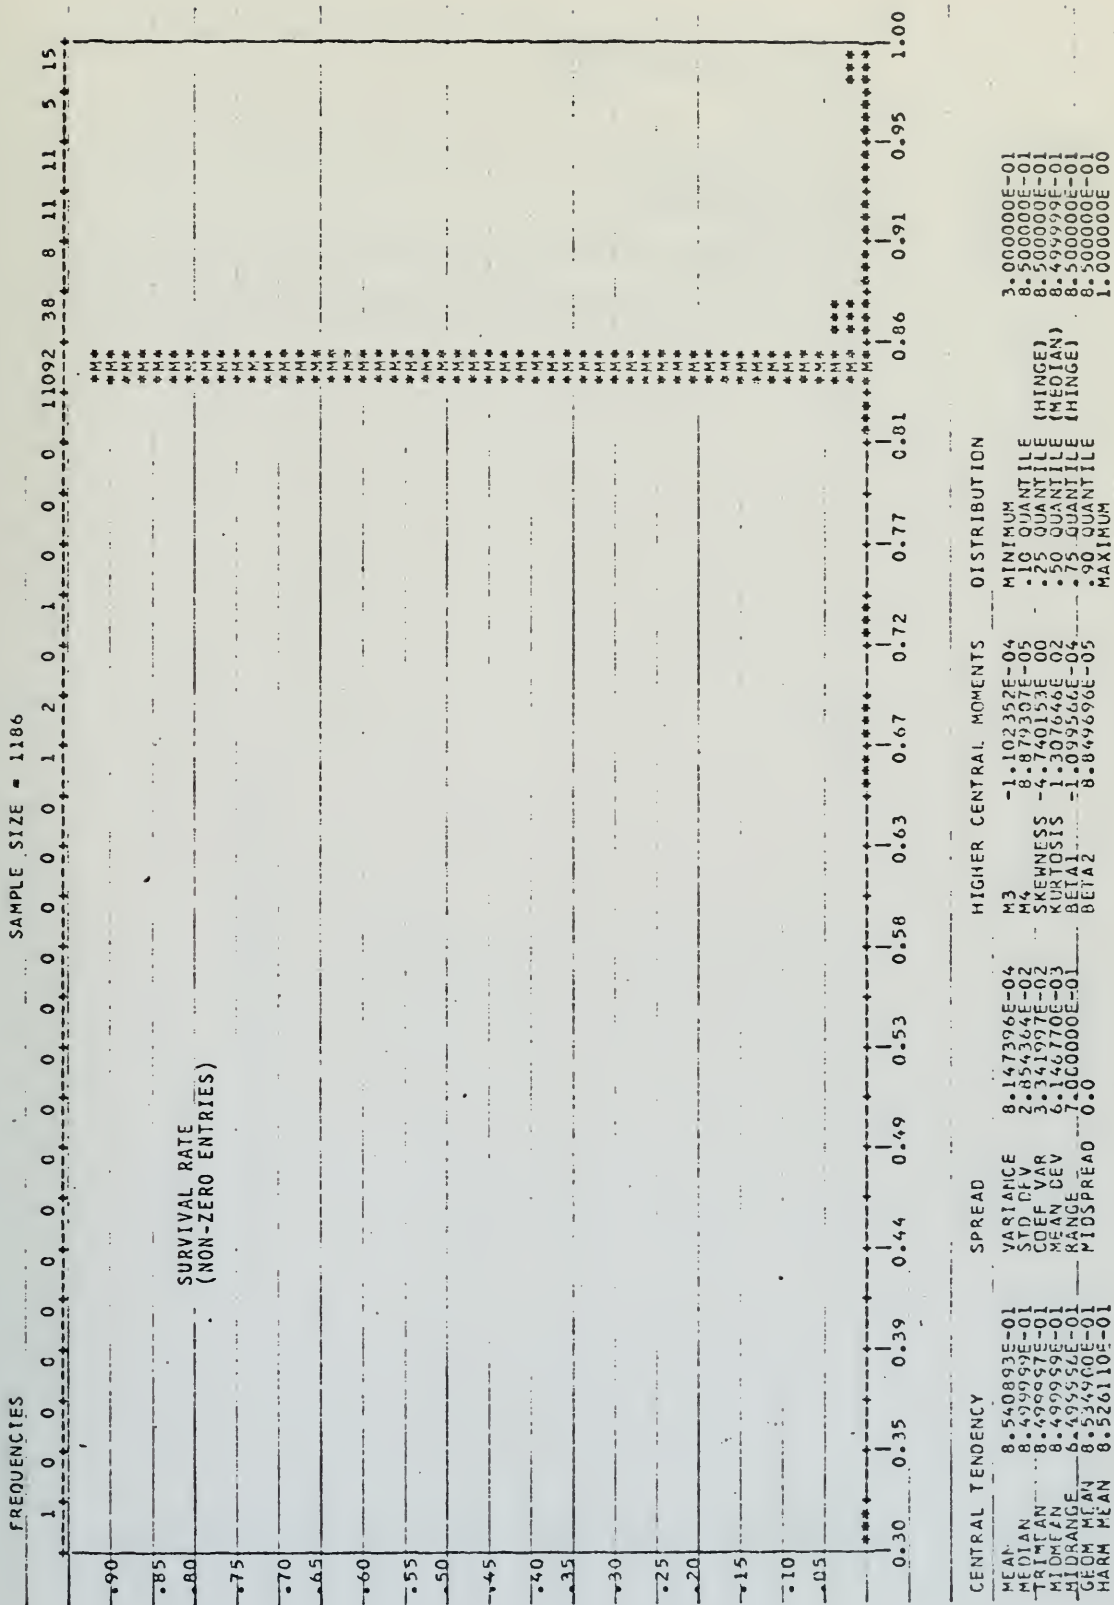 FREQUENCIES SAMPLE SIZE = 1186
1 0 0 0 0 0 0 0 0 0 0 0 0 0 0 1 2 0 1 0 0 0 11092 38 8 11 11 5 15
SURVIVAL RATE
(NON-ZERO ENTRIES)
.90
.85
.80
.75
.70
.65
.60
.55
.50
.45
.40
.35
.30
.25
.20
.15
.10
.05
0.30 0.35 0.39 0.44 0.49 0.53 0.58 0.63 0.67 0.72 0.77 0.81 0.86 0.91 0.95 1.00
CENTRAL TENDENCY SPREAD HIGHER CENTRAL MOMENTS DISTRIBUTION
MEAN 8.540893E-01 VARIANCE 8.147396E-04 M3 -1.102352E-04 MINIMUM 3.000000E-01
MEDIAN 8.499999E-01 STD DEV 2.854364E-02 M4 8.879307E-05 .10 QUANTILE 8.500000E-01
TRIMEAN 8.499997E-01 COEF VAR 3.341997E-02 SKEWNESS -4.740153E 00 .25 QUANTILE (HINGE) 8.500000E-01
MIDMEAN 8.499999E-01 MEAN DEV 6.146770E-03 KURTOSIS 1.307646E 02 .50 QUANTILE (MEDIAN) 8.499999E-01
MIDRANGE 6.499996E-01 RANGE 7.000000E-01 BETA1 -1.099566E-04 .75 QUANTILE (HINGE) 8.500000E-01
GEOM MEAN 8.534900E-01 MIDSPREAD 0.0 BETA2 8.849696E-05 .90 QUANTILE 8.500000E-01
HARM MEAN 8.526110E-01 MAXIMUM 1.000000E 00